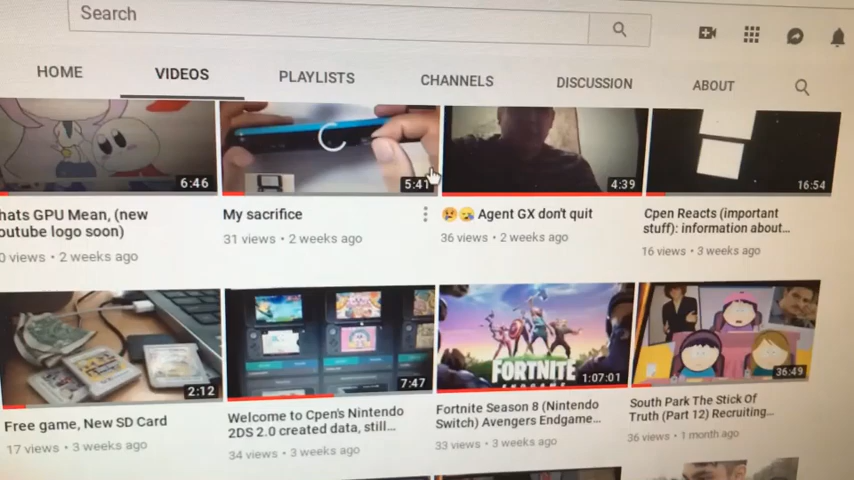 Search
HOME
VIDEOS
PLAYLISTS
CHANNELS
DISCUSSION
ABOUT
6:46
5:41
4:39
16:54
hats GPU Mean, (new
outube logo soon)
0 views • 2 weeks ago
My sacrifice
31 views • 2 weeks ago
😢😪 Agent GX don't quit
36 views • 2 weeks ago
Cpen Reacts (important
stuff): information about...
16 views • 3 weeks ago
2:12
7:47
FORTNITE
ENDGAME
1:07:01
36:49
Free game, New SD Card
17 views • 3 weeks ago
Welcome to Cpen's Nintendo
2DS 2.0 created data, still...
34 views • 3 weeks ago
Fortnite Season 8 (Nintendo
Switch) Avengers Endgame...
33 views • 3 weeks ago
South Park The Stick Of
Truth (Part 12) Recruiting...
36 views • 1 month ago